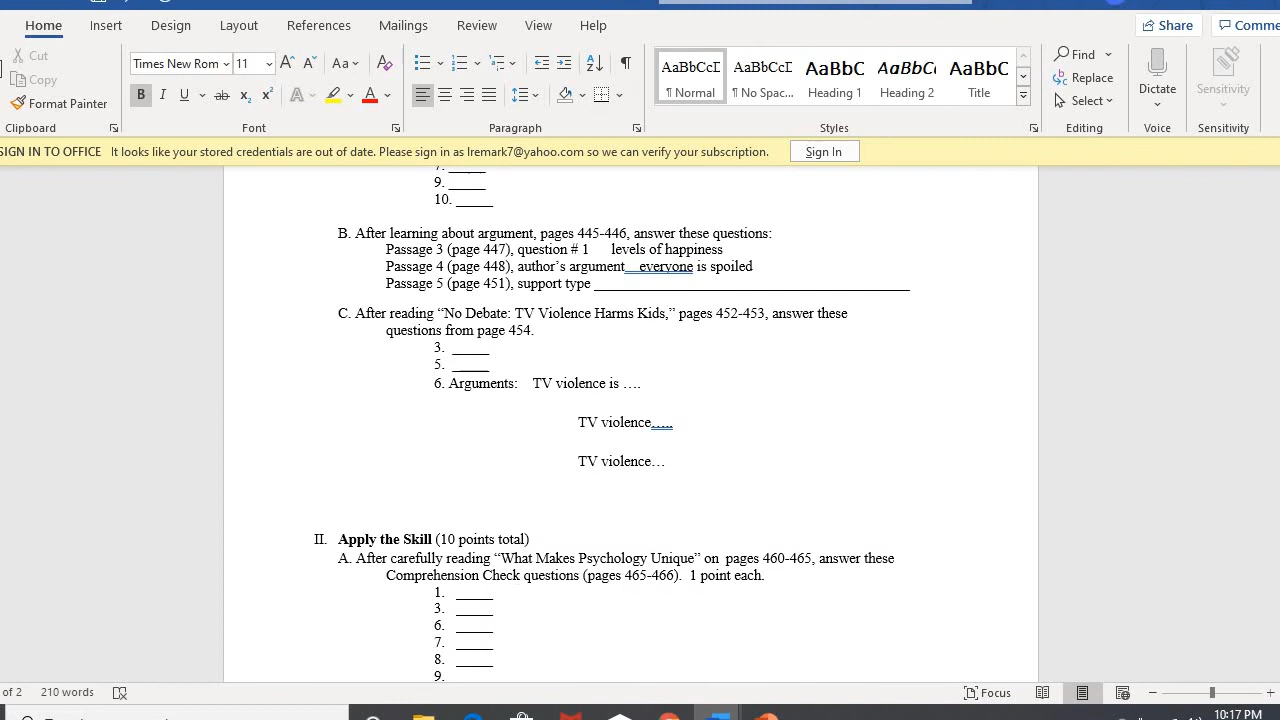 Home Insert Design Layout References Mailings Review View Help Share
Cut Times New Rom 11 Aa AaBbCcI AaBbCcI AaBbC AaBbCc AaBbC Find
Copy Replace
Format Painter B I U ab x₂ x² A A ¶ Normal ¶ No Spac... Heading 1 Heading 2 Title Select Dictate Sensitivity
Clipboard Font Paragraph Styles Editing Voice Sensitivity
SIGN IN TO OFFICE It looks like your stored credentials are out of date. Please sign in as lremark7@yahoo.com so we can verify your subscription. Sign In
9. _____
10. _____
B. After learning about argument, pages 445-446, answer these questions:
Passage 3 (page 447), question # 1 levels of happiness
Passage 4 (page 448), author’s argument__everyone is spoiled
Passage 5 (page 451), support type __________________________________________
C. After reading “No Debate: TV Violence Harms Kids,” pages 452-453, answer these
questions from page 454.
3. _____
5. _____
6. Arguments: TV violence is ….
TV violence…..
TV violence…
II. Apply the Skill (10 points total)
A. After carefully reading “What Makes Psychology Unique” on pages 460-465, answer these
Comprehension Check questions (pages 465-466). 1 point each.
1. _____
3. _____
6. _____
7. _____
8. _____
9.
of 2 210 words Focus
10:17 PM